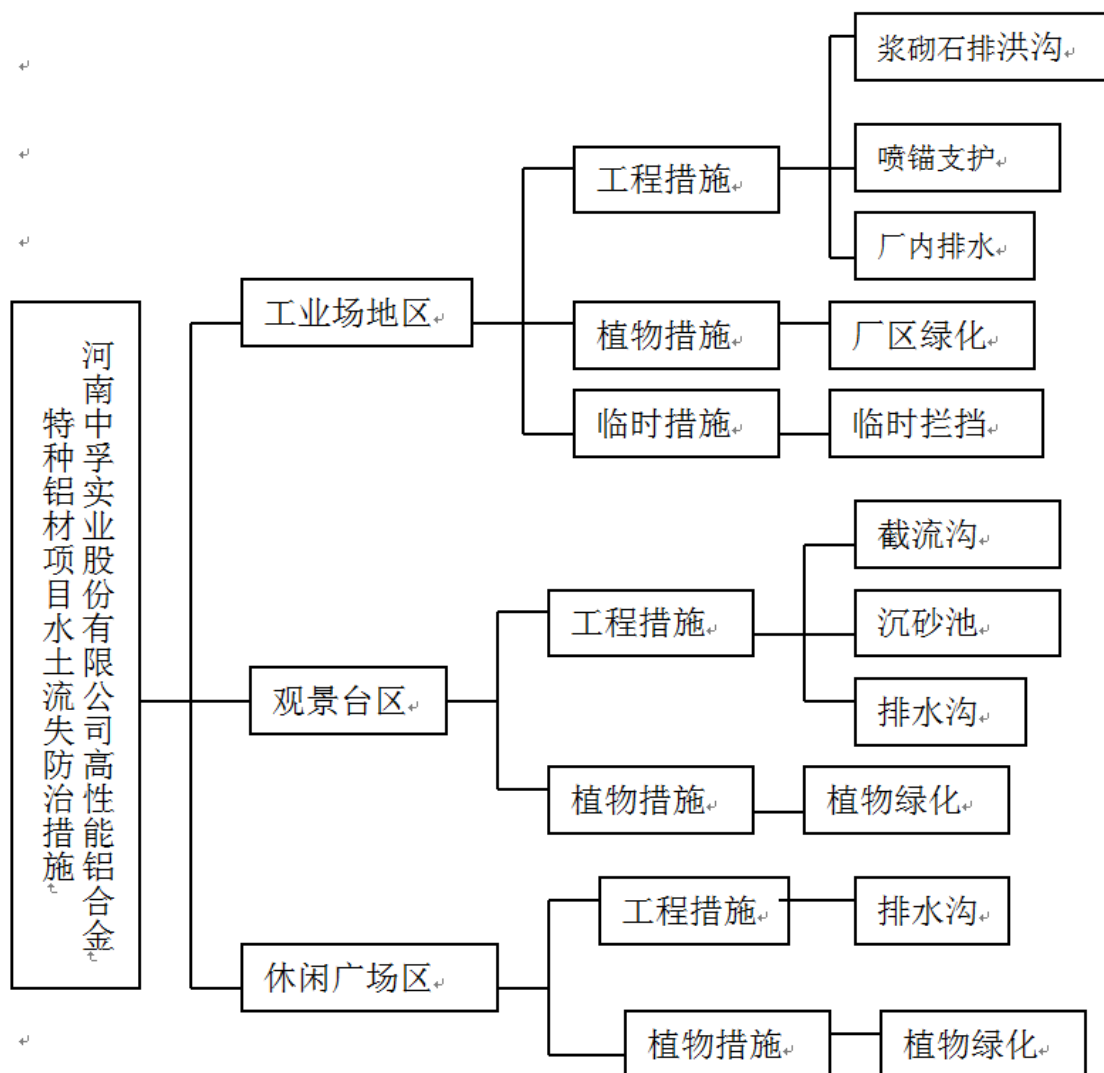 河南中孚实业股份有限公司高性能铝合金
特种铝材项目水土流失防治措施
工业场地区
工程措施
浆砌石排洪沟
喷锚支护
厂内排水
植物措施
厂区绿化
临时措施
临时拦挡
观景台区
工程措施
截流沟
沉砂池
排水沟
植物措施
植物绿化
休闲广场区
工程措施
排水沟
植物措施
植物绿化